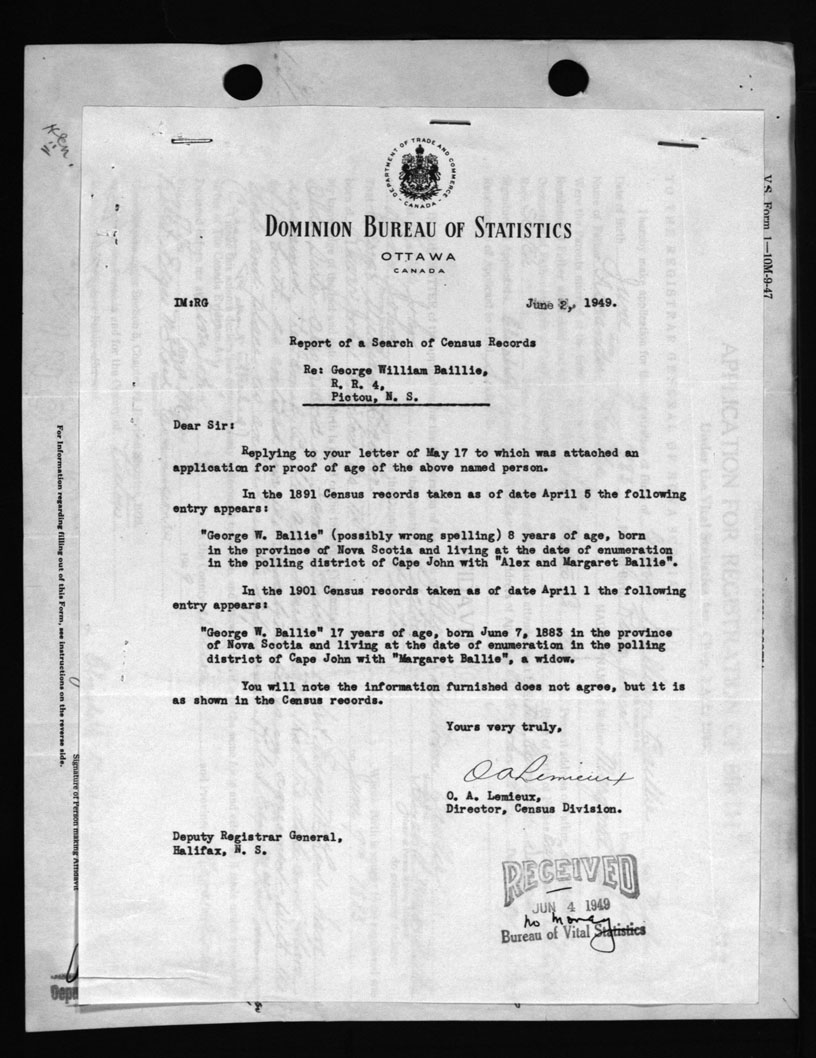 Ken.
DEPARTMENT OF TRADE AND COMMERCE
CANADA
DOMINION BUREAU OF STATISTICS
OTTAWA
CANADA
IM:RG June 2, 1949.
Report of a Search of Census Records
Re: George William Baillie,
R. R. 4,
Pictou, N. S.
Dear Sir:
Replying to your letter of May 17 to which was attached an
application for proof of age of the above named person.
In the 1891 Census records taken as of date April 5 the following
entry appears:
"George W. Ballie" (possibly wrong spelling) 8 years of age, born
in the province of Nova Scotia and living at the date of enumeration
in the polling district of Cape John with "Alex and Margaret Ballie".
In the 1901 Census records taken as of date April 1 the following
entry appears:
"George W. Ballie" 17 years of age, born June 7, 1883 in the province
of Nova Scotia and living at the date of enumeration in the polling
district of Cape John with "Margaret Ballie", a widow.
You will note the information furnished does not agree, but it is
as shown in the Census records.
Yours very truly,
O A Lemieux
O. A. Lemieux,
Director, Census Division.
Deputy Registrar General,
Halifax, N. S.
RECEIVED
JUN 4 1949
no money
Bureau of Vital Statistics
V.S. Form 1—10M-9-47
For Information regarding filling out of this Form, see instructions on the reverse side.
Signature of Person making Affidavit